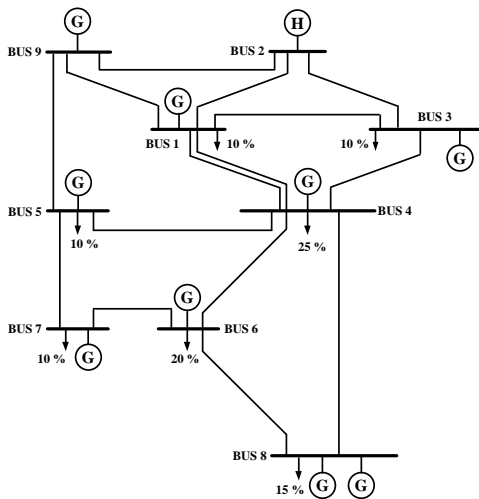 G
H
BUS 9
BUS 2
G
BUS 3
BUS 1
10 %
10 %
G
G
G
BUS 5
BUS 4
10 %
25 %
G
BUS 7
BUS 6
10 %
G
20 %
BUS 8
15 %
G
G